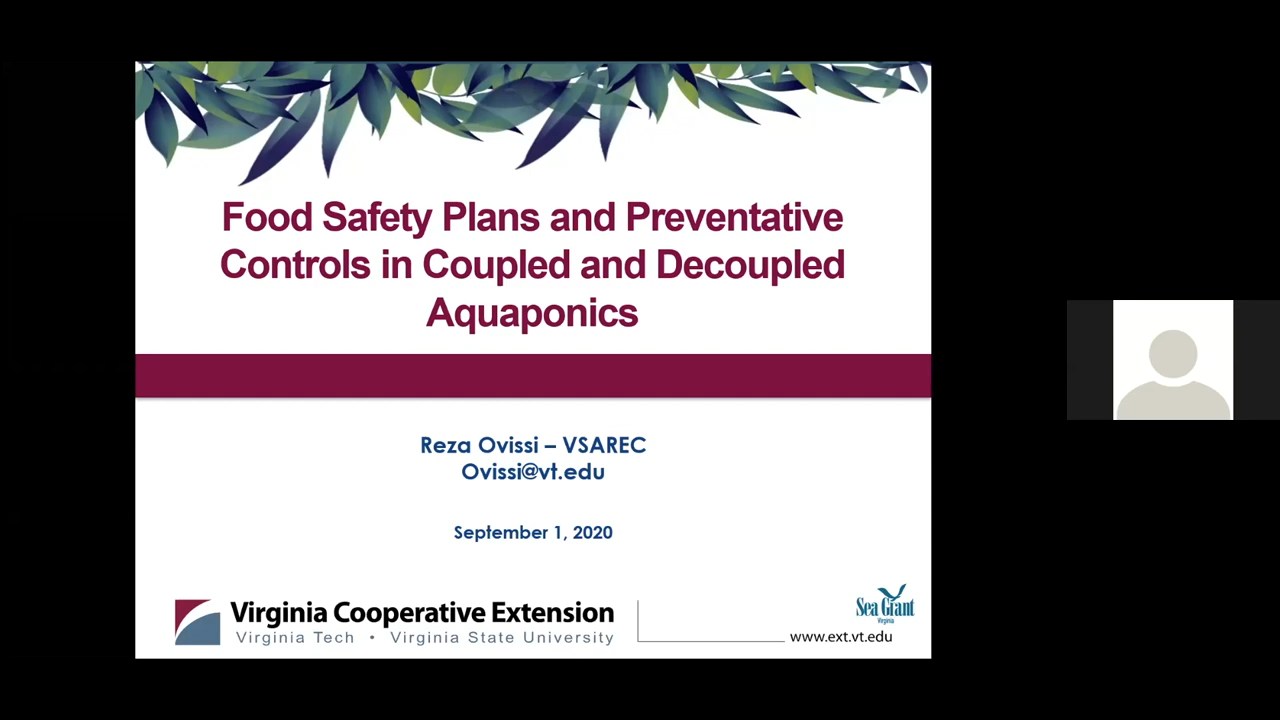 Food Safety Plans and Preventative
Controls in Coupled and Decoupled
Aquaponics
Reza Ovissi – VSAREC
Ovissi@vt.edu
September 1, 2020
Virginia Cooperative Extension
Virginia Tech • Virginia State University
Sea Grant
Virginia
www.ext.vt.edu